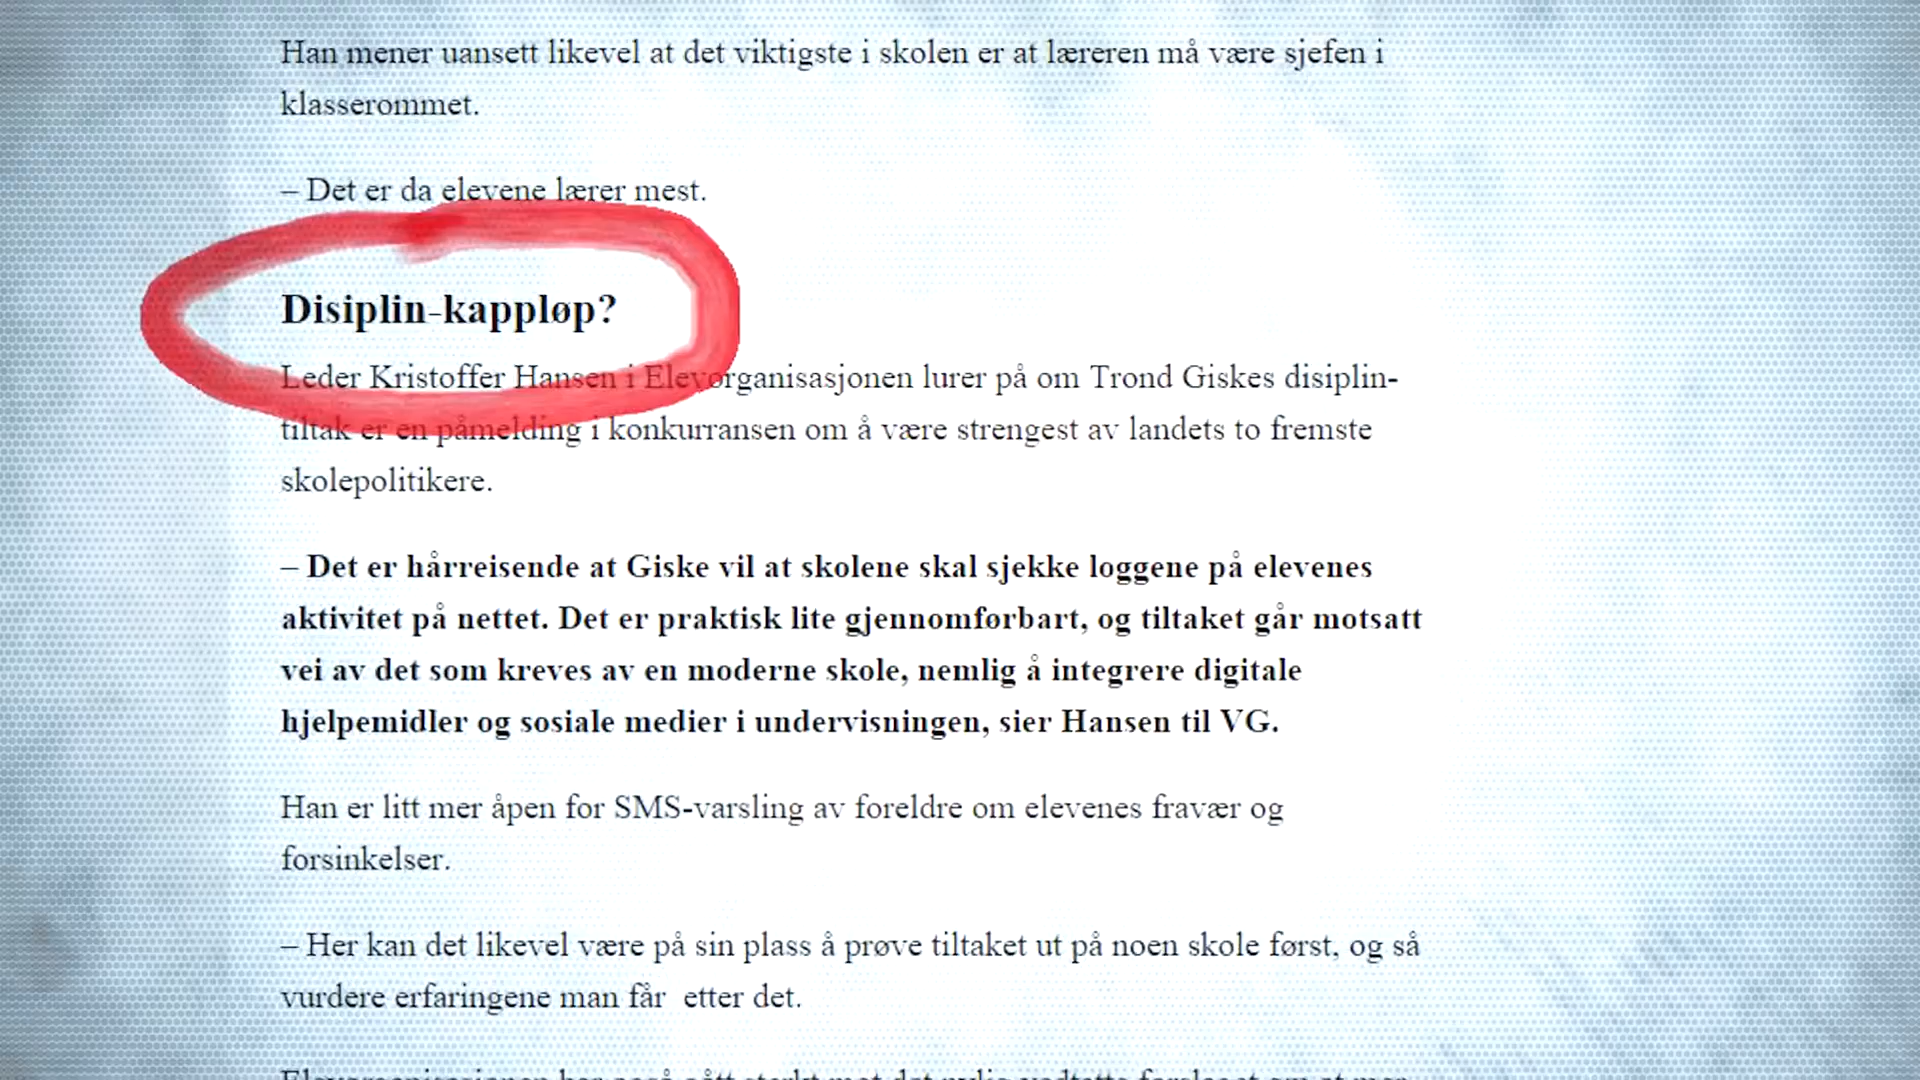 Han mener uansett likevel at det viktigste i skolen er at læreren må være sjefen i
klasserommet.
– Det er da elevene lærer mest.
Disiplin-kappløp?
Leder Kristoffer Hansen i Elevorganisasjonen lurer på om Trond Giskes disiplin-
tiltak er en påmelding i konkurransen om å være strengest av landets to fremste
skolepolitikere.
– Det er hårreisende at Giske vil at skolene skal sjekke loggene på elevenes
aktivitet på nettet. Det er praktisk lite gjennomførbart, og tiltaket går motsatt
vei av det som kreves av en moderne skole, nemlig å integrere digitale
hjelpemidler og sosiale medier i undervisningen, sier Hansen til VG.
Han er litt mer åpen for SMS-varsling av foreldre om elevenes fravær og
forsinkelser.
– Her kan det likevel være på sin plass å prøve tiltaket ut på noen skole først, og så
vurdere erfaringene man får  etter det.